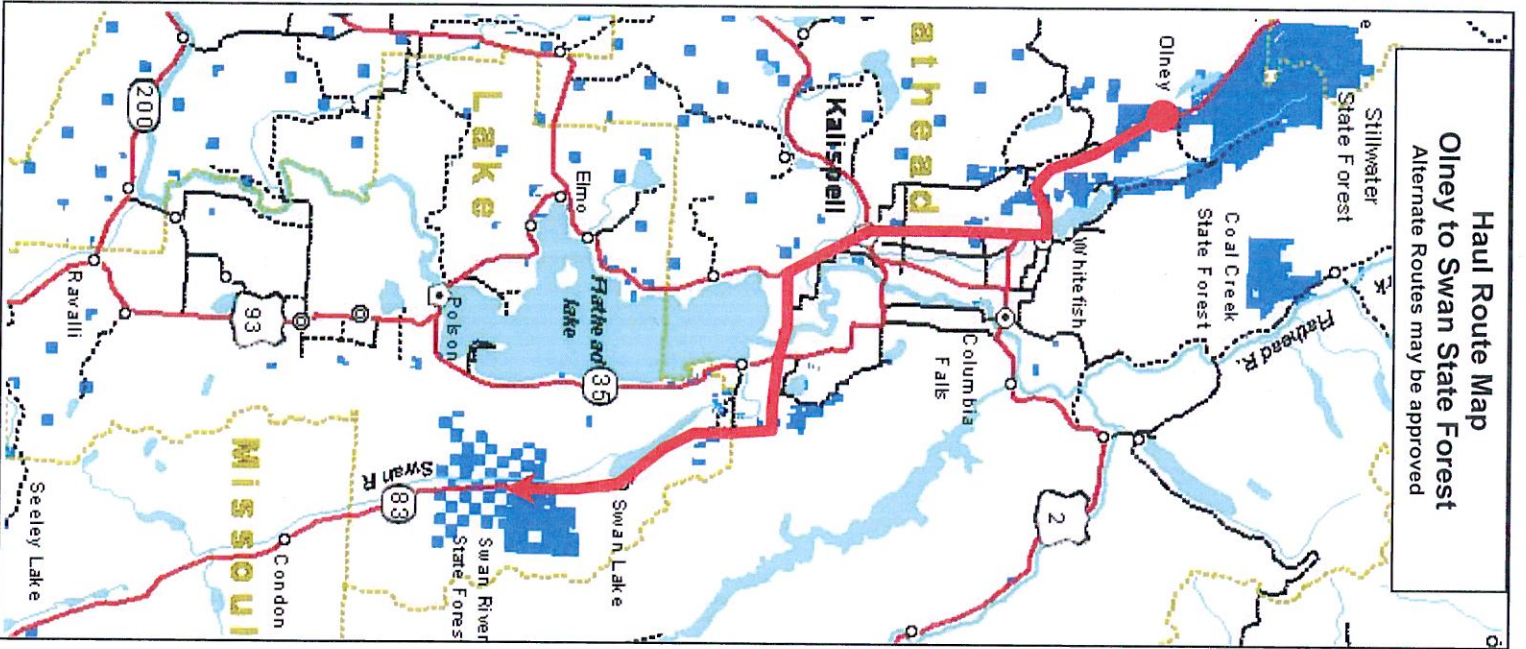 Haul Route Map
Olney to Swan State Forest
Alternate Routes may be approved
Stillwater
State Forest
Olney
Coal Creek
State Forest
Flathead R.
Whitefish
Columbia
Falls
2
athead
Kalispell
Lake
Elmo
Flathead
lake
35
Polson
93
200
Ravalli
Swan Lake
Swan River
State Fores
Swan R
83
Condon
Missoul
Seeley Lake